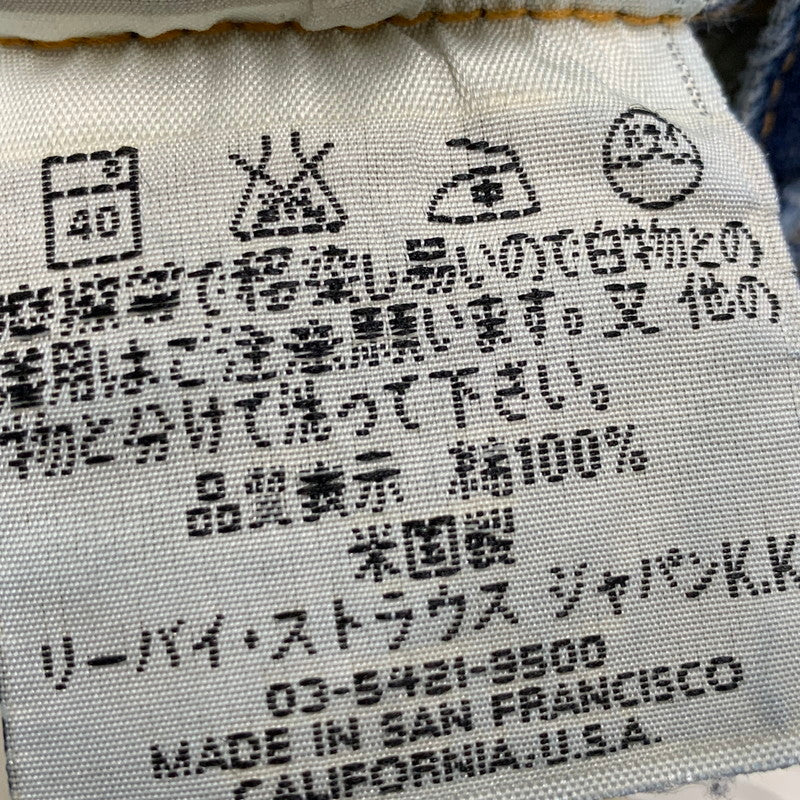 40
摩擦等で移染し易いので白物との
着用はご注意願います。又 他の
物と分けて洗って下さい。
品質表示 綿100%
米国製
リーバイ・ストラウス ジャパンK.K
03-5421-9500
MADE IN SAN FRANCISCO
CALIFORNIA,U.S.A.